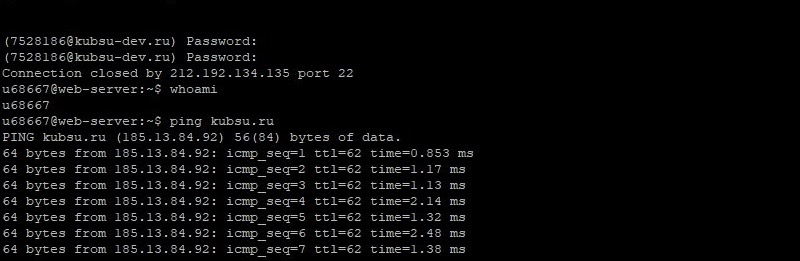 (7528186@kubsu-dev.ru) Password:
(7528186@kubsu-dev.ru) Password:
Connection closed by 212.192.134.135 port 22
u68667@web-server:~$ whoami
u68667
u68667@web-server:~$ ping kubsu.ru
PING kubsu.ru (185.13.84.92) 56(84) bytes of data.
64 bytes from 185.13.84.92: icmp_seq=1 ttl=62 time=0.853 ms
64 bytes from 185.13.84.92: icmp_seq=2 ttl=62 time=1.17 ms
64 bytes from 185.13.84.92: icmp_seq=3 ttl=62 time=1.13 ms
64 bytes from 185.13.84.92: icmp_seq=4 ttl=62 time=2.14 ms
64 bytes from 185.13.84.92: icmp_seq=5 ttl=62 time=1.32 ms
64 bytes from 185.13.84.92: icmp_seq=6 ttl=62 time=2.48 ms
64 bytes from 185.13.84.92: icmp_seq=7 ttl=62 time=1.38 ms